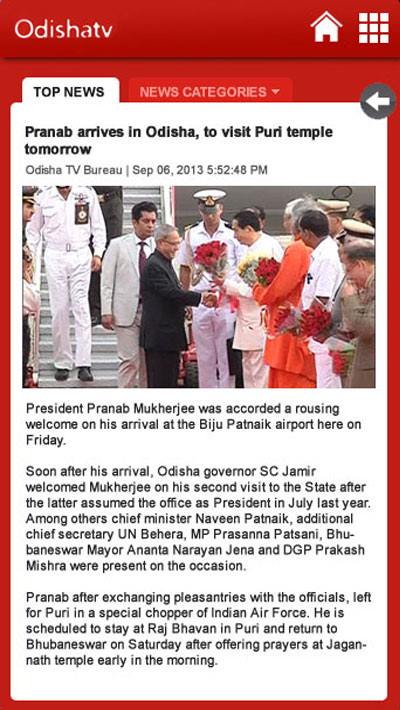 Odishatv
TOP NEWS
NEWS CATEGORIES
Pranab arrives in Odisha, to visit Puri temple
tomorrow
Odisha TV Bureau | Sep 06, 2013 5:52:48 PM
President Pranab Mukherjee was accorded a rousing
welcome on his arrival at the Biju Patnaik airport here on
Friday.
Soon after his arrival, Odisha governor SC Jamir
welcomed Mukherjee on his second visit to the State after
the latter assumed the office as President in July last year.
Among others chief minister Naveen Patnaik, additional
chief secretary UN Behera, MP Prasanna Patsani, Bhu-
baneswar Mayor Ananta Narayan Jena and DGP Prakash
Mishra were present on the occasion.
Pranab after exchanging pleasantries with the officials, left
for Puri in a special chopper of Indian Air Force. He is
scheduled to stay at Raj Bhavan in Puri and return to
Bhubaneswar on Saturday after offering prayers at Jagan-
nath temple early in the morning.